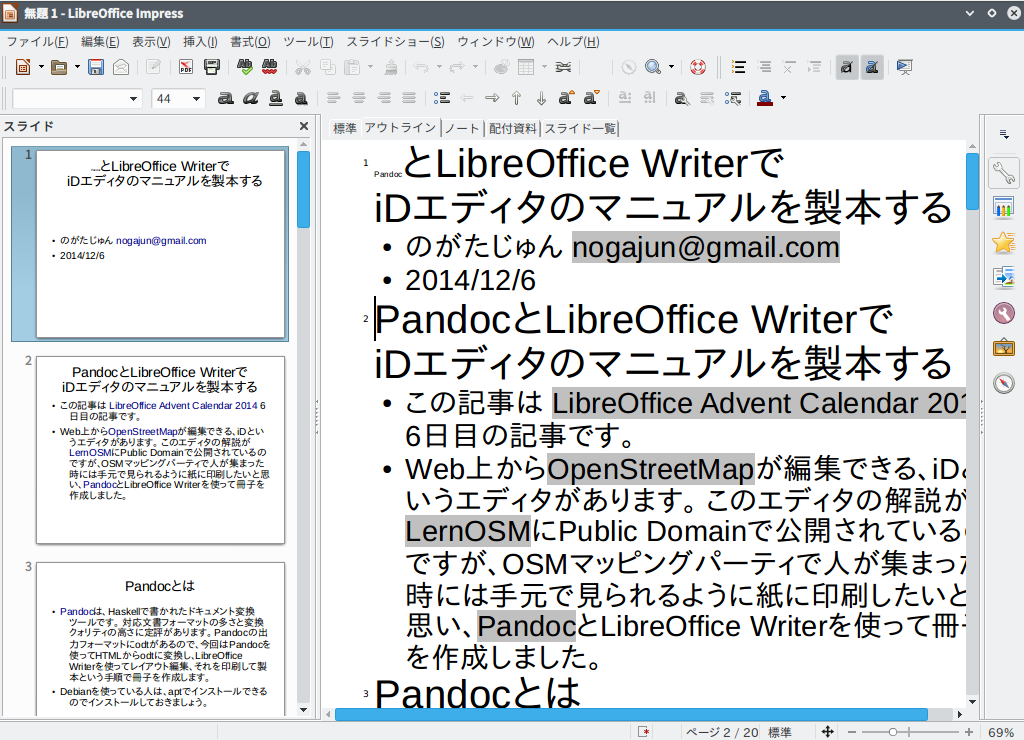 無題 1 - LibreOffice Impress
ファイル(F) 編集(E) 表示(V) 挿入(I) 書式(O) ツール(T) スライドショー(S) ウィンドウ(W) ヘルプ(H)
44
スライド
標準 アウトライン ノート 配付資料 スライド一覧
1
とLibreOffice Writerで
iDエディタのマニュアルを製本する
• のがたじゅん nogajun@gmail.com
• 2014/12/6
2
PandocとLibreOffice Writerで
iDエディタのマニュアルを製本する
• この記事は LibreOffice Advent Calendar 2014 6
日目の記事です。
• Web上からOpenStreetMapが編集できる、iDとい
うエディタがあります。このエディタの解説が
LernOSMにPublic Domainで公開されているの
ですが、OSMマッピングパーティで人が集まった
時には手元で見られるように紙に印刷したいと思
い、PandocとLibreOffice Writerを使って冊子を
作成しました。
3
Pandocとは
• Pandocは、Haskellで書かれたドキュメント変換
ツールです。対応文書フォーマットの多さと変換
クォリティの高さに定評があります。Pandocの出
力フォーマットにodtがあるので、今回はPandocを
使ってHTMLからodtに変換し、LibreOffice
Writerを使ってレイアウト編集、それを印刷して製
本という手順で冊子を作成します。
• Debianを使っている人は、aptでインストールできる
のでインストールしておきましょう。
1 PandocとLibreOffice Writerで
iDエディタのマニュアルを製本する
• のがたじゅん nogajun@gmail.com
• 2014/12/6
2 PandocとLibreOffice Writerで
iDエディタのマニュアルを製本する
• この記事は LibreOffice Advent Calendar 201
6日目の記事です。
• Web上からOpenStreetMapが編集できる、iDと
いうエディタがあります。このエディタの解説が
LernOSMにPublic Domainで公開されている
ですが、OSMマッピングパーティで人が集まった
時には手元で見られるように紙に印刷したいと
思い、PandocとLibreOffice Writerを使って冊子
を作成しました。
3 Pandocとは
ページ 2 / 20 標準 69%